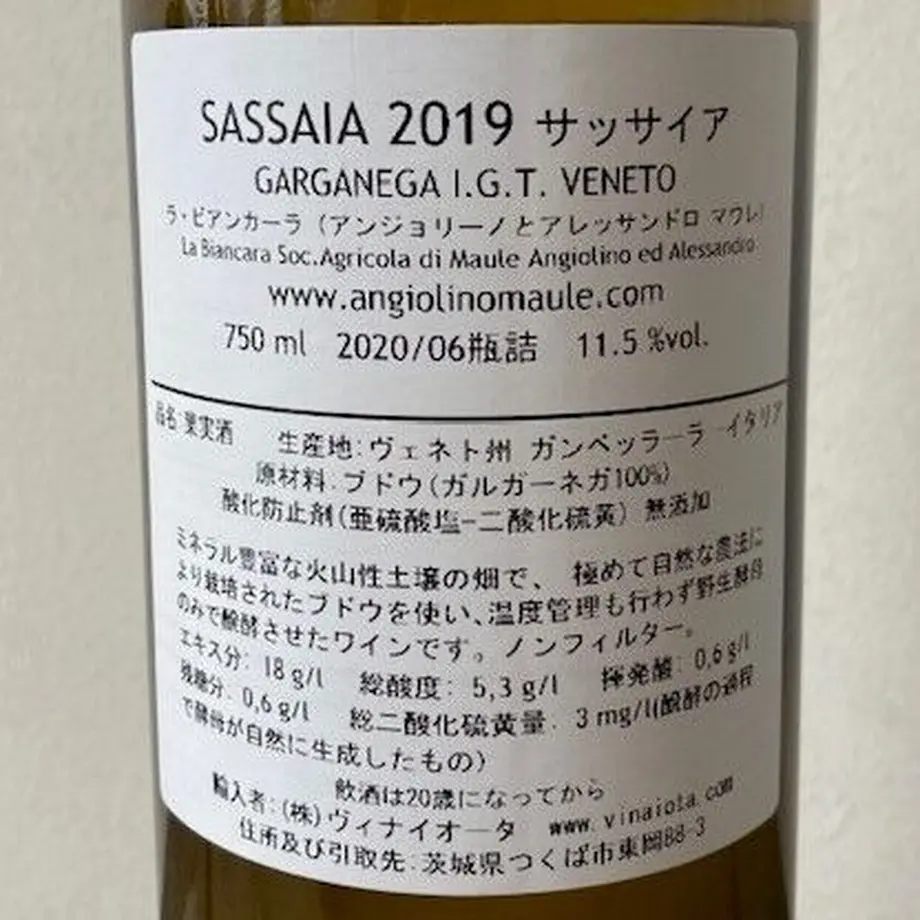 SASSAIA 2019 サッサイア
GARGANEGA I.G.T. VENETO
ラ・ビアンカーラ (アンジョリーノとアレッサンドロ マウレ)
La Biancara Soc.Agricola di Maule Angiolino ed Alessandro
www.angiolinomaule.com
750 ml 2020/06瓶詰 11.5 %vol.
品名:果実酒 生産地:ヴェネト州 ガンベッラーラ -イタリア
原材料:ブドウ(ガルガーネガ100%)
酸化防止剤(亜硫酸塩-二酸化硫黄) 無添加
ミネラル豊富な火山性土壌の畑で、 極めて自然な農法に
より栽培されたブドウを使い、温度管理も行わず野生酵母
のみで醗酵させたワインです。ノンフィルター。
エキス分: 18 g/l 総酸度: 5,3 g/l 揮発酸: 0,6 g/l
残糖分: 0,6 g/l 総二酸化硫黄量: 3 mg/l(醗酵の過程
で酵母が自然に生成したもの)
飲酒は20歳になってから
輸入者:(株)ヴィナイオータ www.vinaiota.com
住所及び引取先:茨城県つくば市東岡88-3